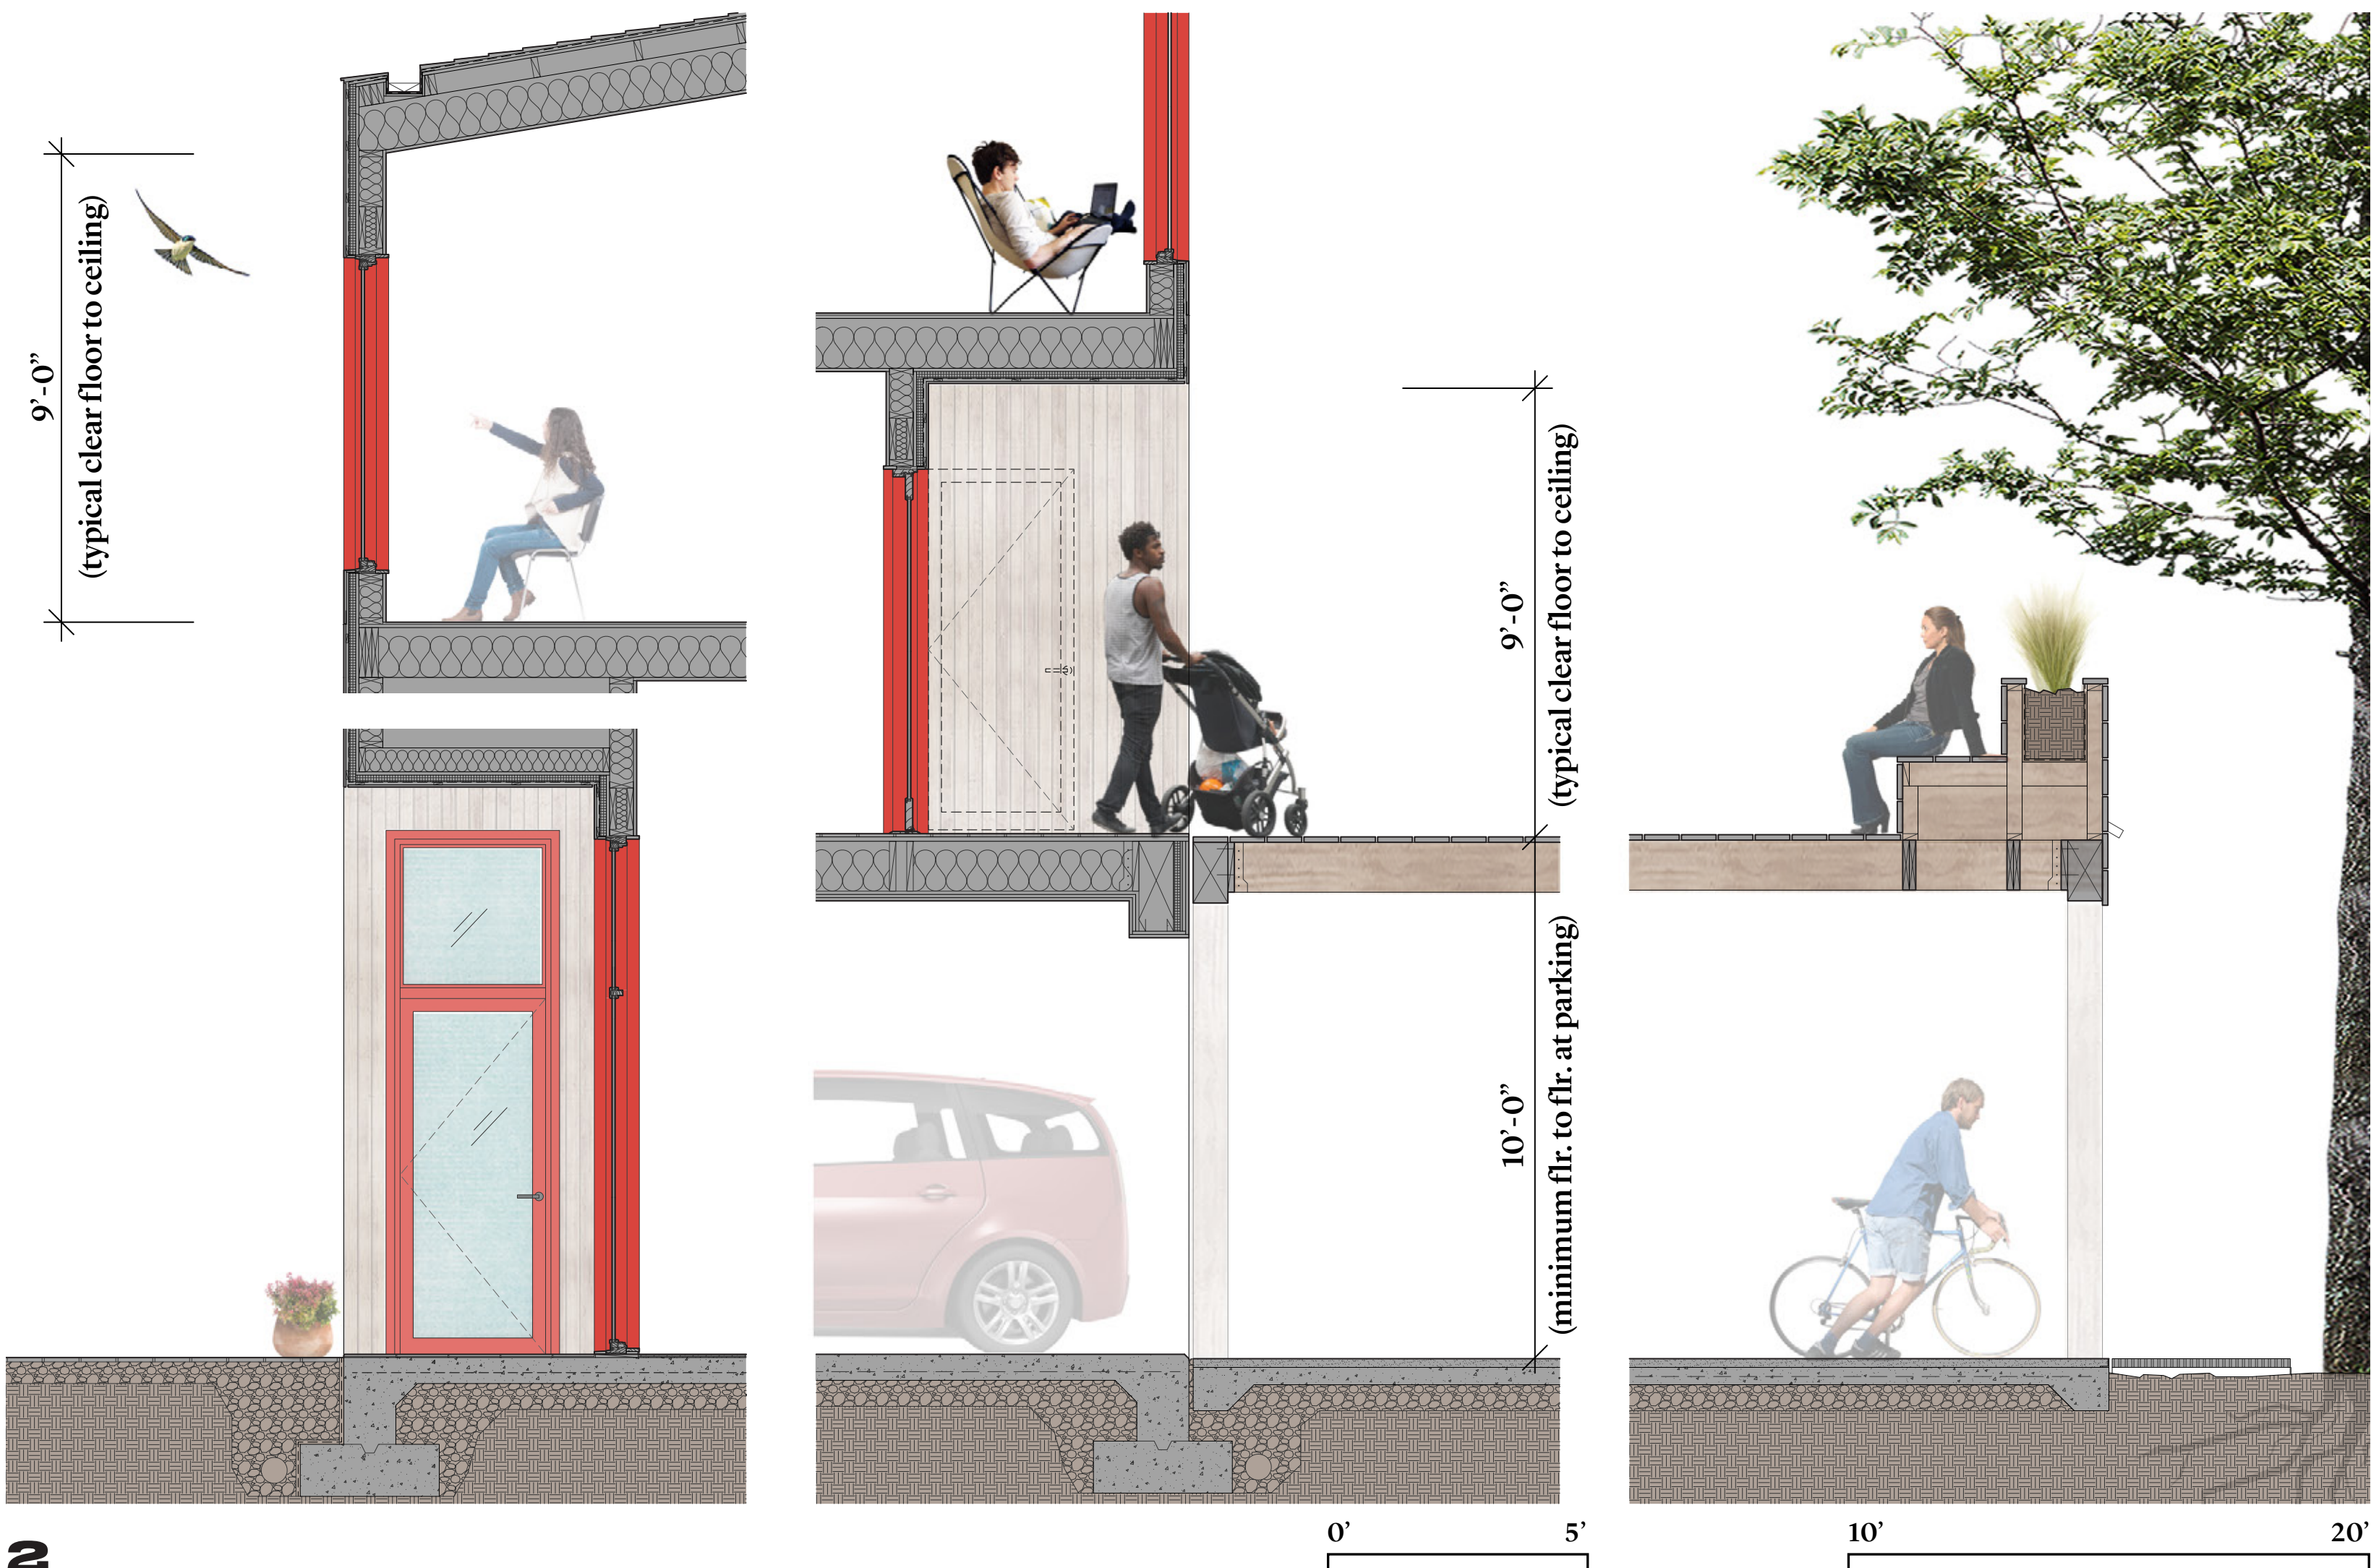 9’-0”
(typical clear floor to ceiling)
9’-0”
(typical clear floor to ceiling)
10’-0”
(minimum flr. to flr. at parking)
0’ 5’ 10’ 20’
2